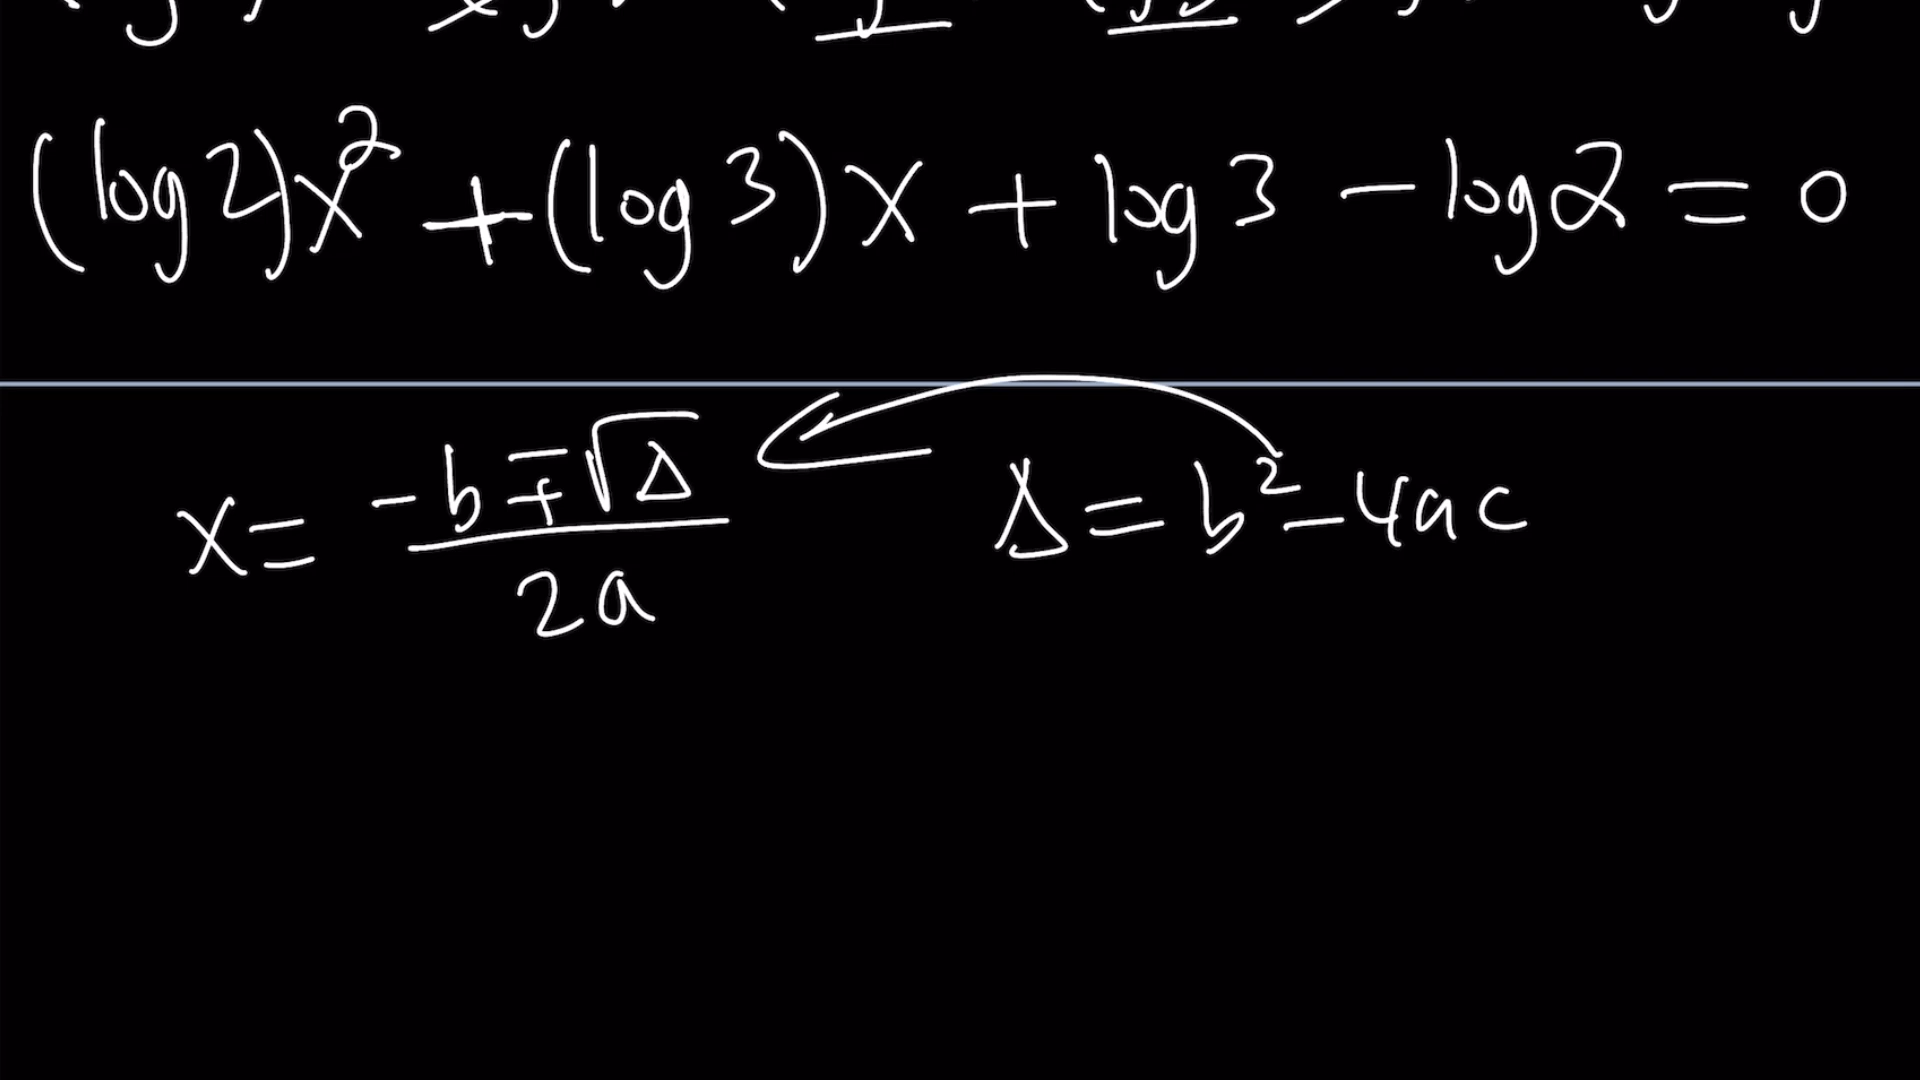 (log 2)x² + (log 3)x + log 3 - log 2 = 0
x = (-b ∓ √Δ) / 2a    Δ = b² - 4ac